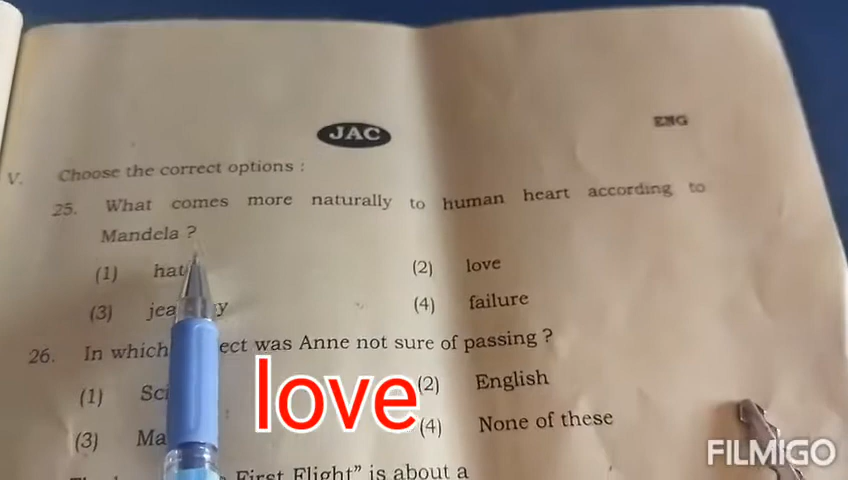 JAC
ENG
V. Choose the correct options :
25. What comes more naturally to human heart according to
Mandela ?
(1) (2) love
(3) (4) failure
26. In which was Anne not sure of passing ?
(1) (2) English
love
(3) (4) None of these
First Flight" is about a
FILMIGO